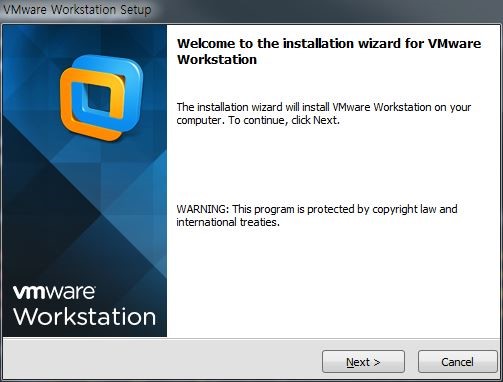 VMware Workstation Setup
Welcome to the installation wizard for VMware
Workstation
The installation wizard will install VMware Workstation on your
computer. To continue, click Next.
WARNING: This program is protected by copyright law and
international treaties.
vmware
Workstation
Next >
Cancel